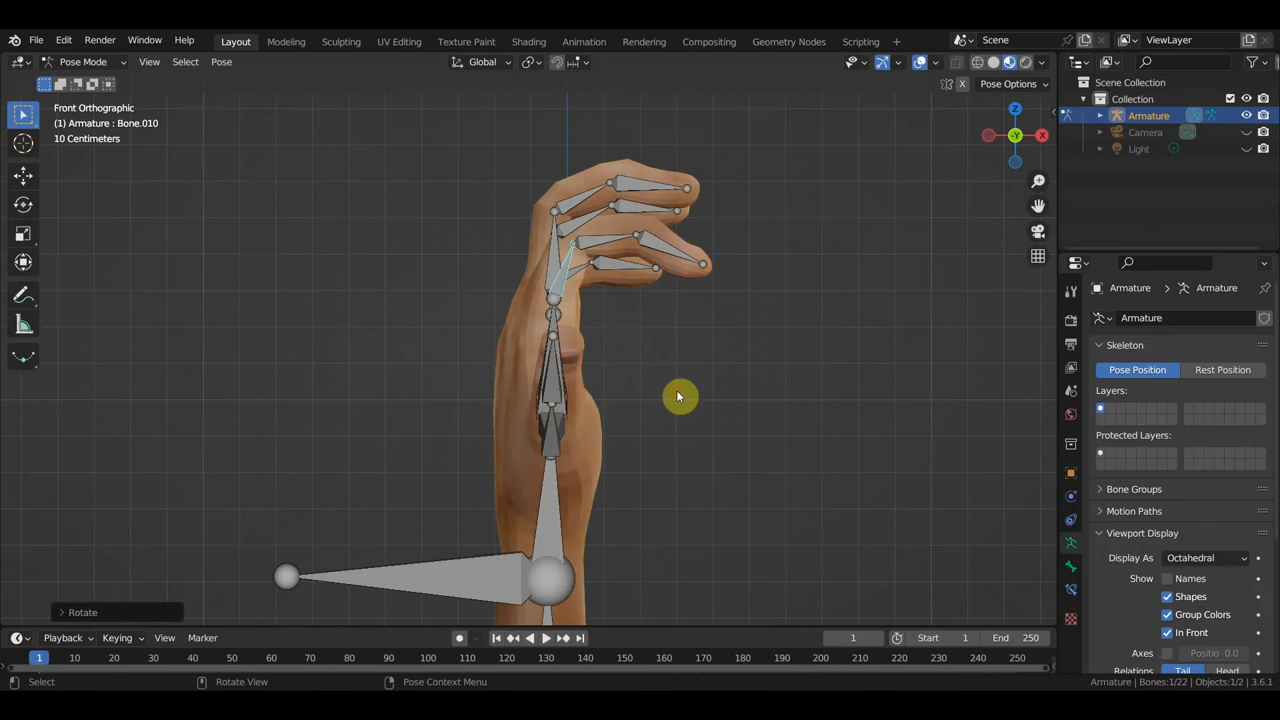 File Edit Render Window Help
Layout Modeling Sculpting UV Editing Texture Paint Shading Animation Rendering Compositing Geometry Nodes Scripting +
Scene
ViewLayer
Pose Mode View Select Pose
Global
X Pose Options
Front Orthographic
(1) Armature : Bone.010
10 Centimeters
Z
-Y
X
Scene Collection
Collection
Armature
Camera
Light
Armature > Armature
Armature
Skeleton
Pose Position Rest Position
Layers:
Protected Layers:
Bone Groups
Motion Paths
Viewport Display
Display As Octahedral
Show Names
Shapes
Group Colors
In Front
Axes Positio 0.0
Relations Tail Head
Rotate
Playback Keying View Marker
1 Start 1 End 250
1 10 20 30 40 50 60 70 80 90 100 110 120 130 140 150 160 170 180 190 200 210 220 230 240 250
Select Rotate View Pose Context Menu
Armature | Bones:1/22 | Objects:1/2 | 3.6.1